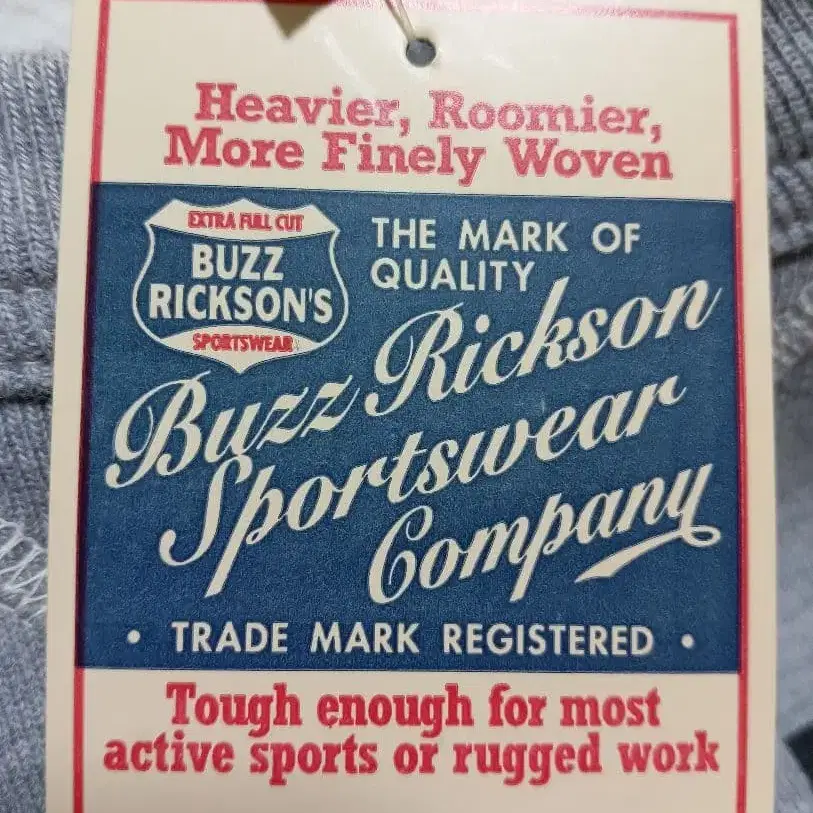 Heavier, Roomier,
More Finely Woven
EXTRA FULL CUT
BUZZ
RICKSON'S
SPORTSWEAR
THE MARK OF
QUALITY
Buzz Rickson
Sportswear
Company
• TRADE MARK REGISTERED •
Tough enough for most
active sports or rugged work